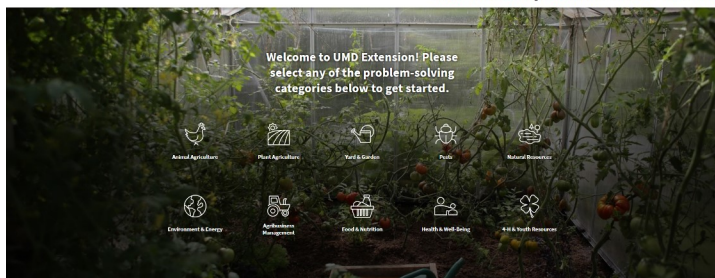 Welcome to UMD Extension! Please
select any of the problem-solving
categories below to get started.
Animal Agriculture
Plant Agriculture
Yard & Garden
Pests
Natural Resources
Environment & Energy
Agribusiness
Management
Food & Nutrition
Health & Well-Being
4-H & Youth Resources